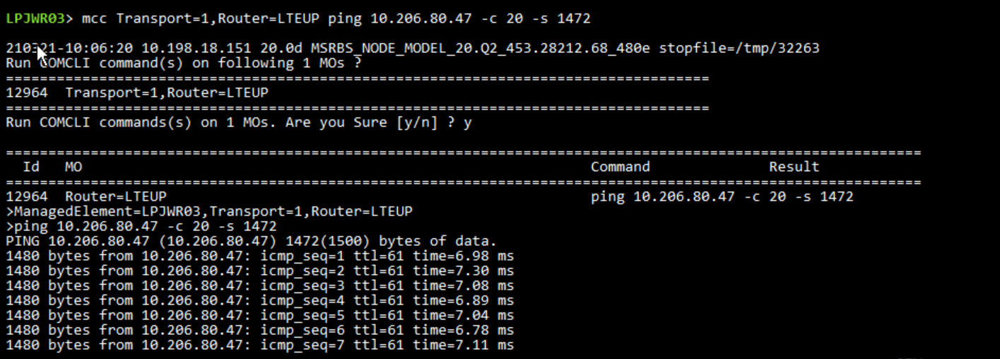 LPJWR03> mcc Transport=1,Router=LTEUP ping 10.206.80.47 -c 20 -s 1472
210321-10:06:20 10.198.18.151 20.0d MSRBS_NODE_MODEL_20.Q2_453.28212.68_480e stopfile=/tmp/32263
Run COMCLI command(s) on following 1 MOs ?
===================================================================================
12964  Transport=1,Router=LTEUP
===================================================================================
Run COMCLI commands(s) on 1 MOs. Are you Sure [y/n] ? y
============================================================================================================
Id   MO   Command   Result
============================================================================================================
12964  Router=LTEUP   ping 10.206.80.47 -c 20 -s 1472
>ManagedElement=LPJWR03,Transport=1,Router=LTEUP
>ping 10.206.80.47 -c 20 -s 1472
PING 10.206.80.47 (10.206.80.47) 1472(1500) bytes of data.
1480 bytes from 10.206.80.47: icmp_seq=1 ttl=61 time=6.98 ms
1480 bytes from 10.206.80.47: icmp_seq=2 ttl=61 time=7.30 ms
1480 bytes from 10.206.80.47: icmp_seq=3 ttl=61 time=7.08 ms
1480 bytes from 10.206.80.47: icmp_seq=4 ttl=61 time=6.89 ms
1480 bytes from 10.206.80.47: icmp_seq=5 ttl=61 time=7.04 ms
1480 bytes from 10.206.80.47: icmp_seq=6 ttl=61 time=6.78 ms
1480 bytes from 10.206.80.47: icmp_seq=7 ttl=61 time=7.11 ms